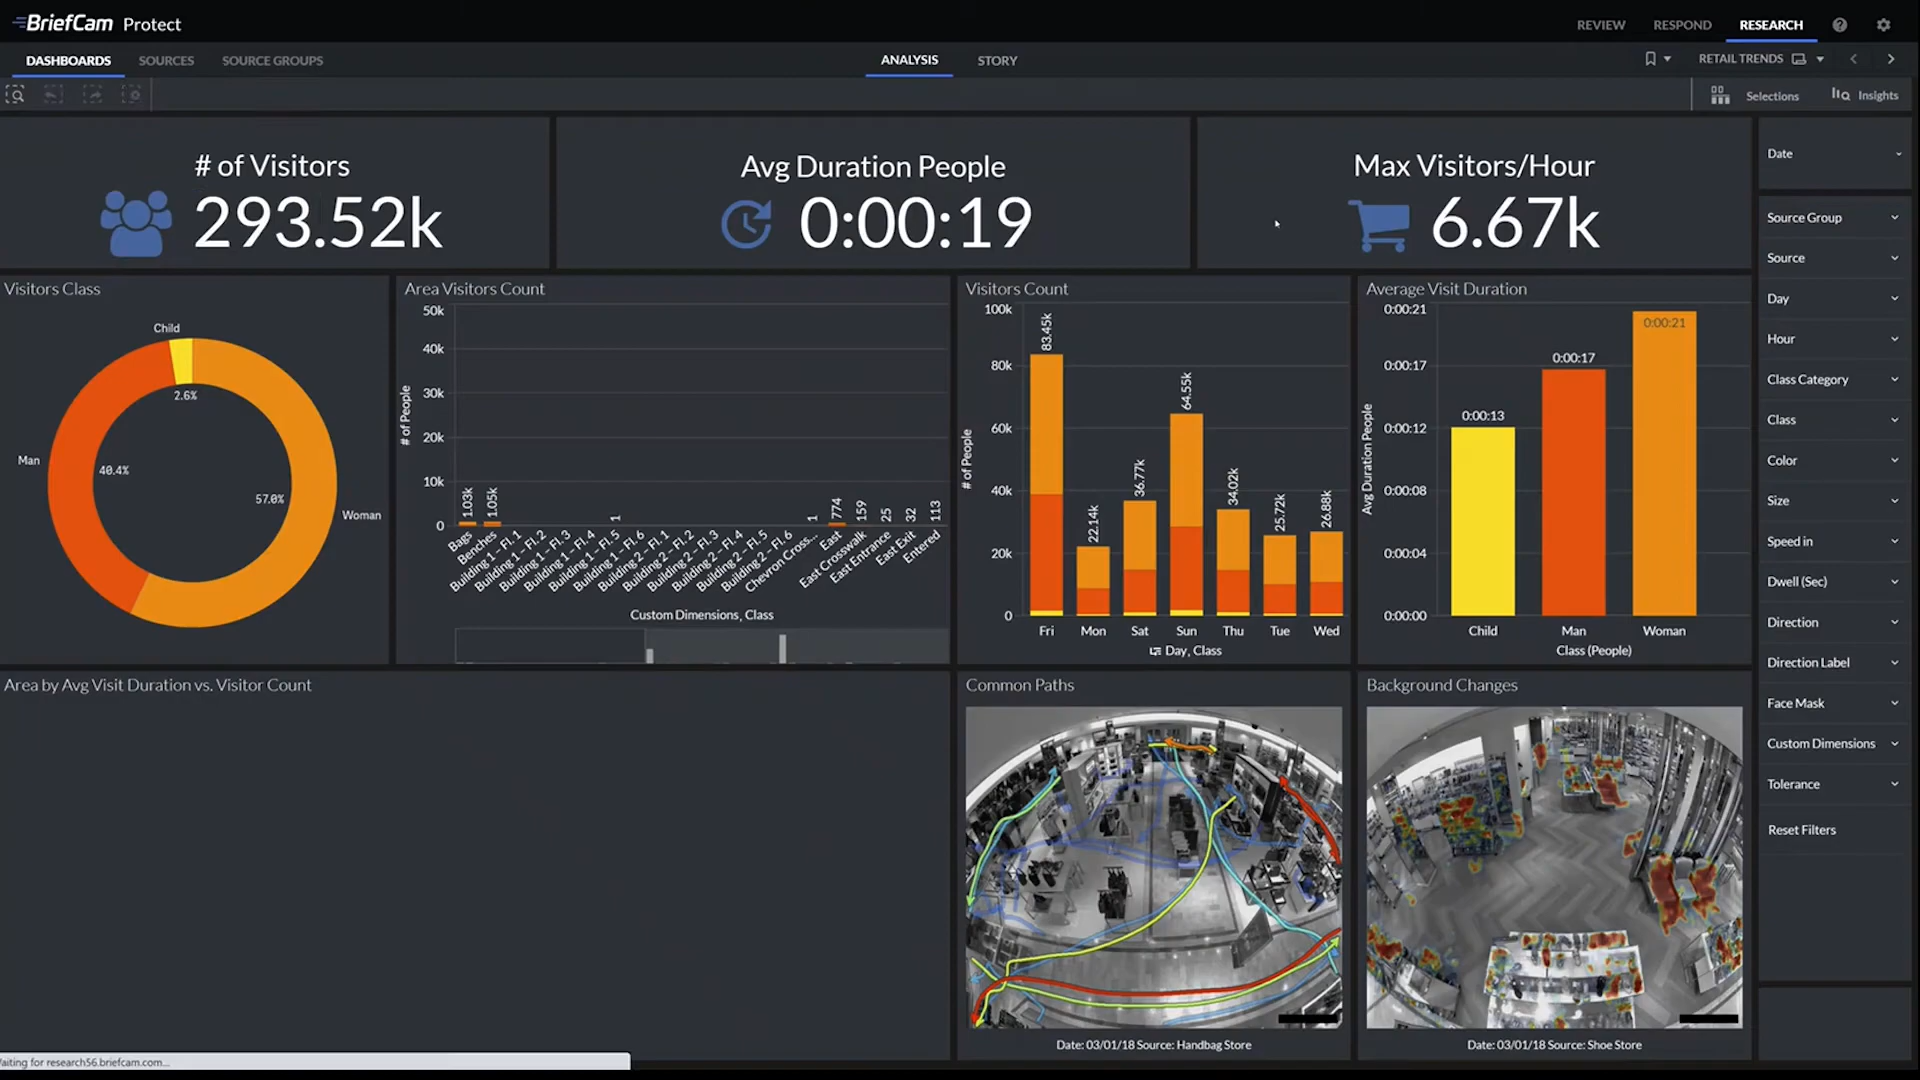 BriefCam Protect
REVIEW RESPOND RESEARCH
DASHBOARDS SOURCES SOURCE GROUPS
ANALYSIS STORY
RETAIL TRENDS
Selections Insights
# of Visitors
293.52k
Avg Duration People
0:00:19
Max Visitors/Hour
6.67k
Date
Source Group
Source
Day
Hour
Class Category
Class
Color
Size
Speed in
Dwell (Sec)
Direction
Direction Label
Face Mask
Custom Dimensions
Tolerance
Reset Filters
Visitors Class
Child
2.6%
Man
40.4%
57.0%
Woman
Area Visitors Count
# of People
50k
40k
30k
20k
10k
0
1.03k
1.05k
1
1
774
159
25
32
113
Bags
Benches
Building 1 - Fl. 1
Building 1 - Fl. 2
Building 1 - Fl. 3
Building 1 - Fl. 4
Building 1 - Fl. 5
Building 1 - Fl. 6
Building 2 - Fl. 1
Building 2 - Fl. 2
Building 2 - Fl. 3
Building 2 - Fl. 4
Building 2 - Fl. 5
Building 2 - Fl. 6
Chevron Cross...
East
East Crosswalk
East Entrance
East Exit
Entered
Custom Dimensions, Class
Visitors Count
# of People
100k
80k
60k
40k
20k
0
83.45k
22.14k
36.77k
64.55k
34.02k
25.72k
26.88k
Fri Mon Sat Sun Thu Tue Wed
Day, Class
Average Visit Duration
Avg Duration People
0:00:21
0:00:17
0:00:12
0:00:08
0:00:04
0:00:00
0:00:13
0:00:17
0:00:21
Child Man Woman
Class (People)
Area by Avg Visit Duration vs. Visitor Count
Common Paths
Date: 03/01/18 Source: Handbag Store
Background Changes
Date: 03/01/18 Source: Shoe Store
Waiting for research56.briefcam.com...